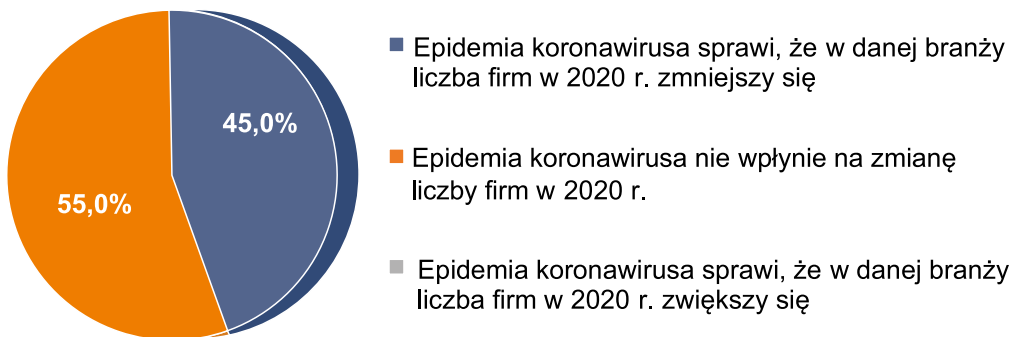 45,0%
55,0%
Epidemia koronawirusa sprawi, że w danej branży
liczba firm w 2020 r. zmniejszy się
Epidemia koronawirusa nie wpłynie na zmianę
liczby firm w 2020 r.
Epidemia koronawirusa sprawi, że w danej branży
liczba firm w 2020 r. zwiększy się